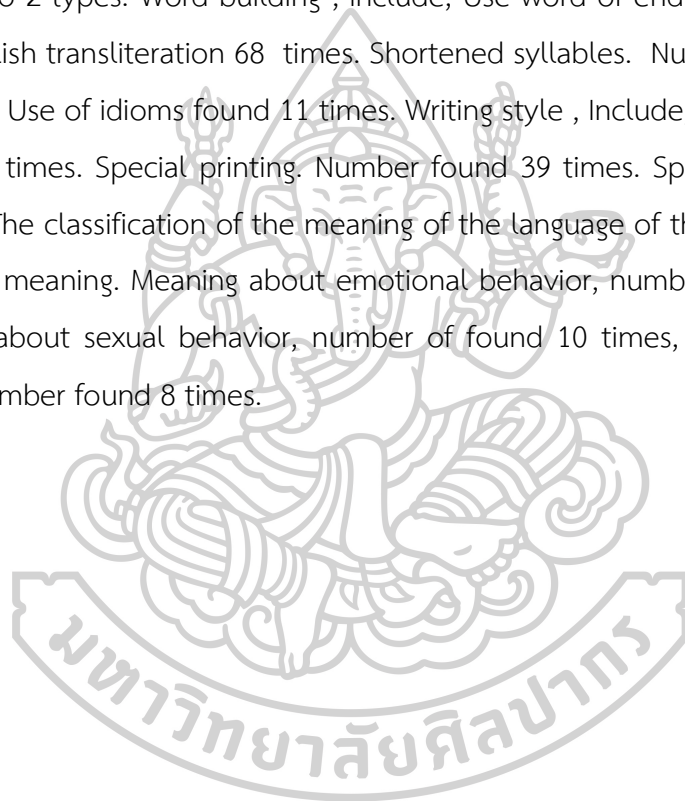 o 2 types. Word building , include, Use word of end
lish transliteration 68 times. Shortened syllables. Nu
Use of idioms found 11 times. Writing style , Include
times. Special printing. Number found 39 times. Sp
The classification of the meaning of the language of th
meaning. Meaning about emotional behavior, numb
about sexual behavior, number of found 10 times,
mber found 8 times.
มหาวิทยาลัยศิลปากร